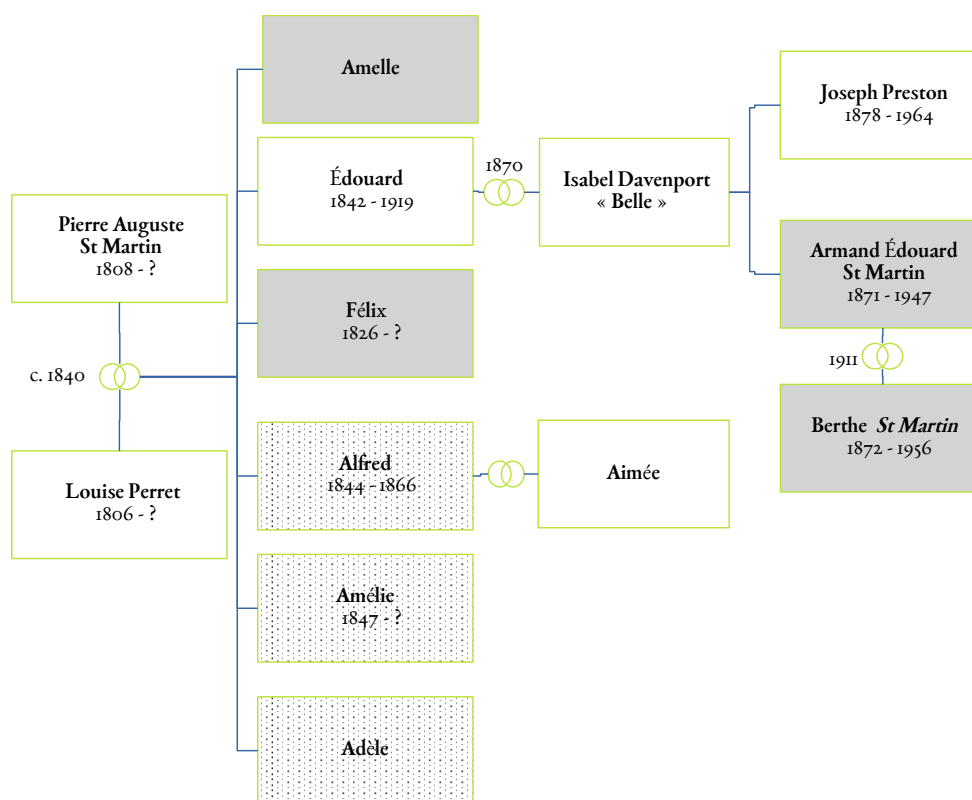 Amelle
Joseph Preston
1878 - 1964
Édouard
1842 - 1919
1870
Isabel Davenport
« Belle »
Pierre Auguste
St Martin
1808 - ?
Armand Édouard
St Martin
1871 - 1947
Félix
1826 - ?
c. 1840
1911
Berthe St Martin
1872 - 1956
Alfred
1844 - 1866
Aimée
Louise Perret
1806 - ?
Amélie
1847 - ?
Adèle